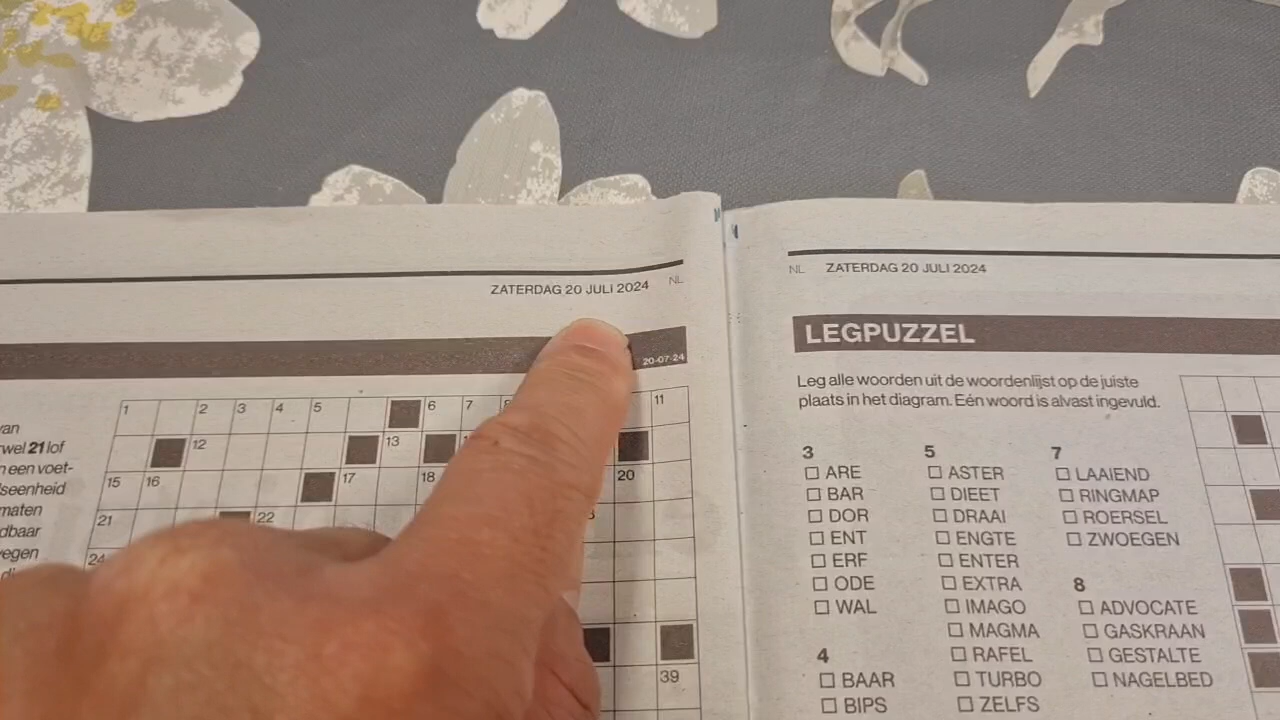 ZATERDAG 20 JULI 2024 NL
20-07-24
van
rwel 21 lof
n een voet-
lseenheid
maten
dbaar
vegen
1 2 3 4 5 6 7 11
12 13
15 16 17 18 20
21 22
24
39
NL ZATERDAG 20 JULI 2024
LEGPUZZEL
Leg alle woorden uit de woordenlijst op de juiste
plaats in het diagram. Eén woord is alvast ingevuld.
3
ARE
BAR
DOR
ENT
ERF
ODE
WAL
4
BAAR
BIPS
5
ASTER
DIEET
DRAAI
ENGTE
ENTER
EXTRA
IMAGO
MAGMA
RAFEL
TURBO
ZELFS
7
LAAIEND
RINGMAP
ROERSEL
ZWOEGEN
8
ADVOCATE
GASKRAAN
GESTALTE
NAGELBED